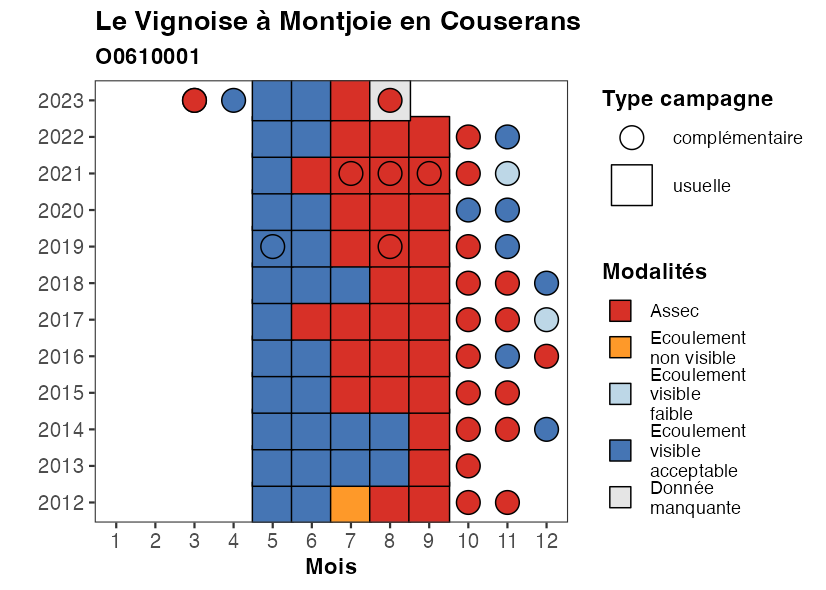 Le Vignoise à Montjoie en Couserans
O0610001
2023
2022
2021
2020
2019
2018
2017
2016
2015
2014
2013
2012
1 2 3 4 5 6 7 8 9 10 11 12
Mois
Type campagne
complémentaire
usuelle
Modalités
Assec
Ecoulement
non visible
Ecoulement
visible
faible
Ecoulement
visible
acceptable
Donnée
manquante